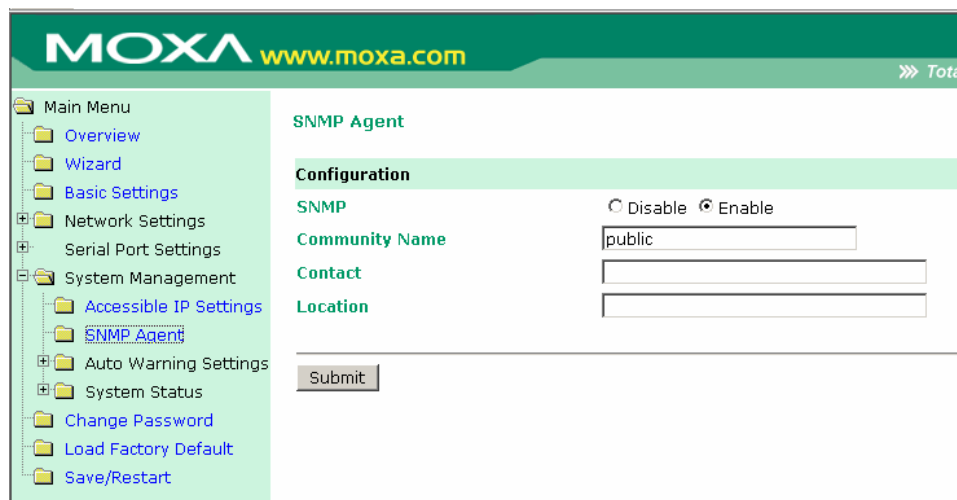 MOXA www.moxa.com
Main Menu
Overview
Wizard
Basic Settings
Network Settings
Serial Port Settings
System Management
Accessible IP Settings
SNMP Agent
Auto Warning Settings
System Status
Change Password
Load Factory Default
Save/Restart
SNMP Agent
Configuration
SNMP Disable Enable
Community Name public
Contact
Location
Submit